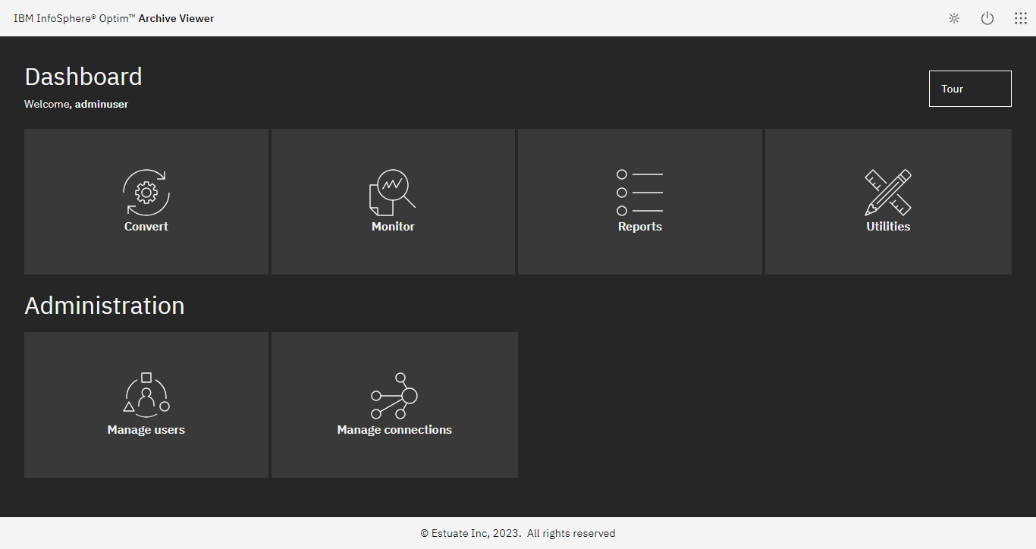 IBM InfoSphere® Optim™ Archive Viewer
Dashboard
Welcome, adminuser
Tour
Convert
Monitor
Reports
Utilities
Administration
Manage users
Manage connections
© Estuate Inc, 2023. All rights reserved